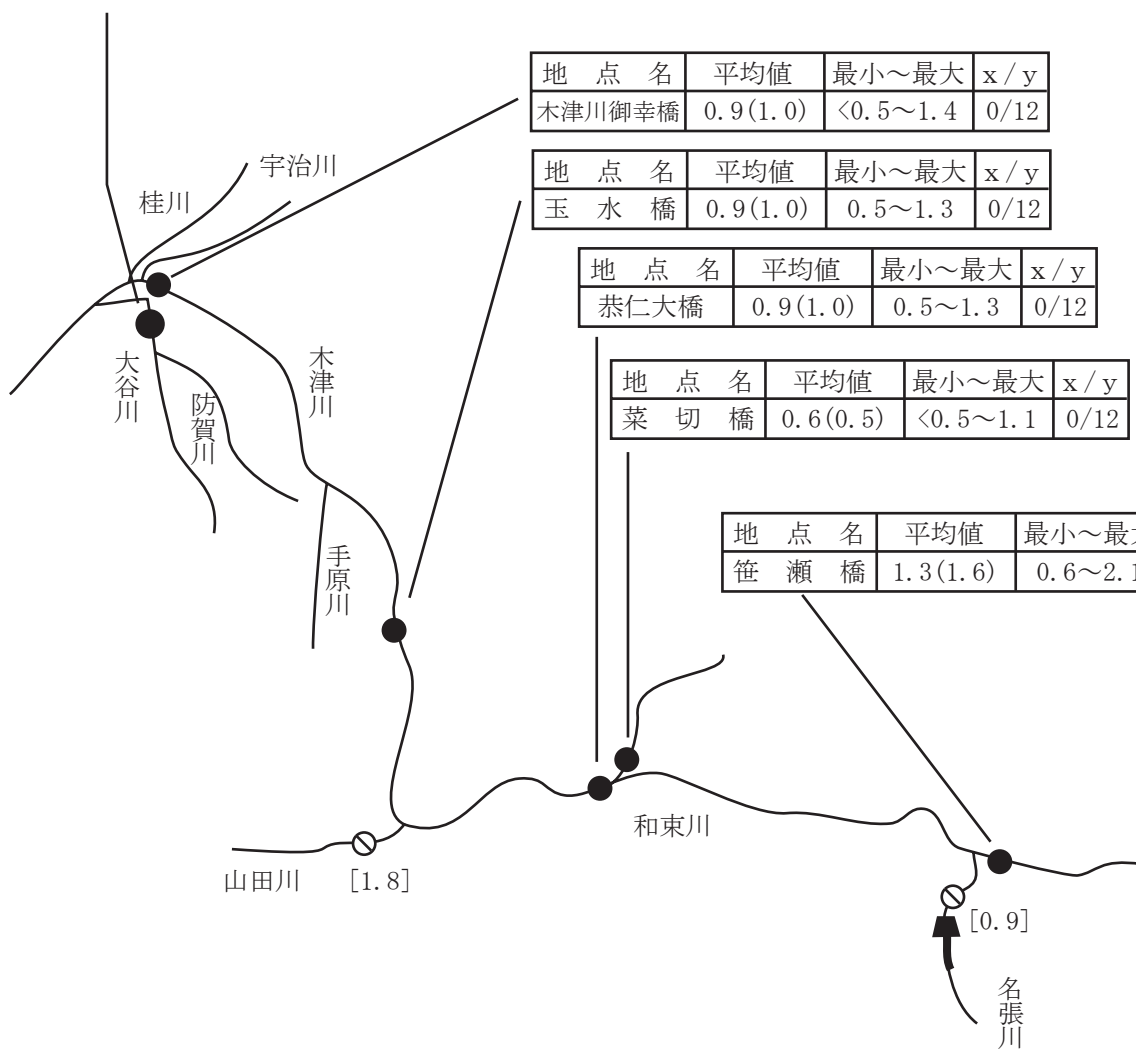 地 点 名 平均値 最小～最大 x/y
木津川御幸橋 0.9(1.0) <0.5～1.4 0/12
地 点 名 平均値 最小～最大 x/y
玉 水 橋 0.9(1.0) 0.5～1.3 0/12
地 点 名 平均値 最小～最大 x/y
恭仁大橋 0.9(1.0) 0.5～1.3 0/12
地 点 名 平均値 最小～最大 x/y
菜 切 橋 0.6(0.5) <0.5～1.1 0/12
地 点 名 平均値 最小～最
笹 瀬 橋 1.3(1.6) 0.6～2.1
宇治川
桂川
木津川
大谷川
防賀川
手原川
和束川
山田川 [1.8]
[0.9]
名張川